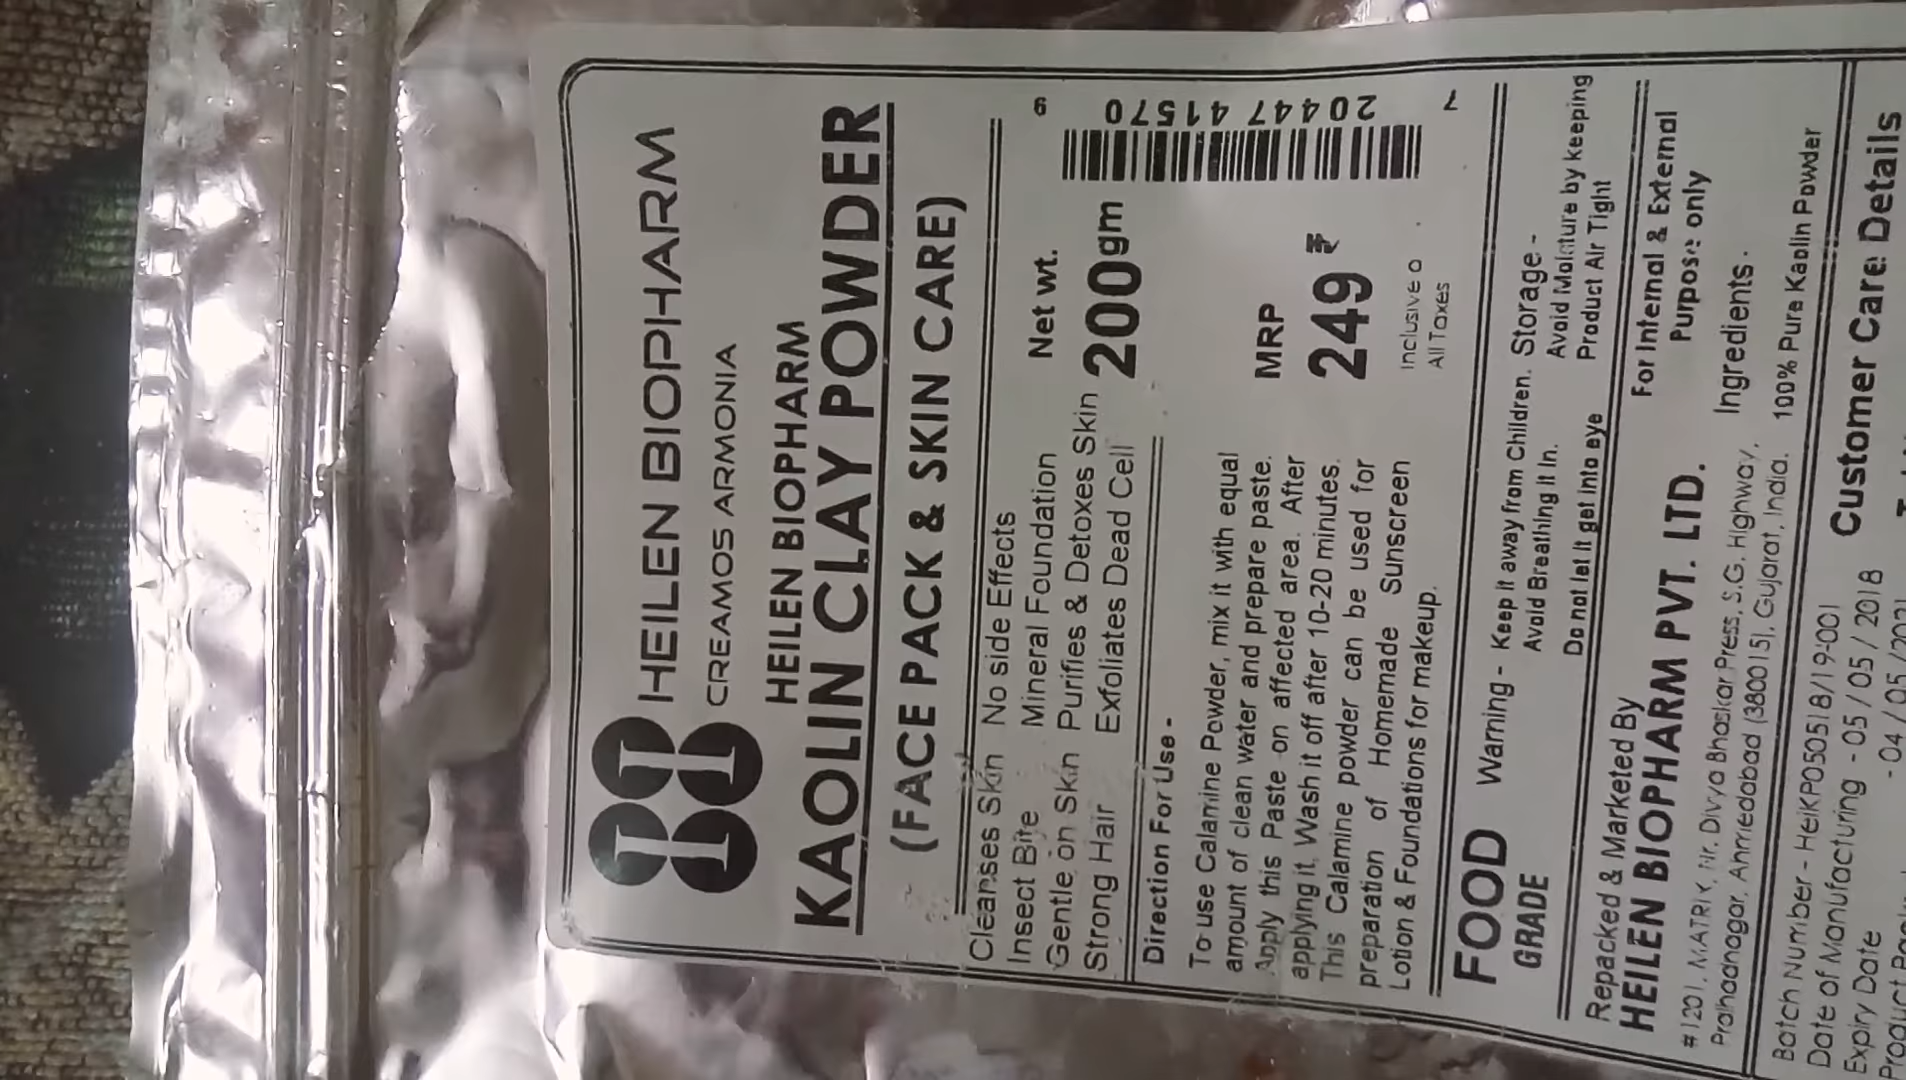 HEILEN BIOPHARM
CREAMOS ARMONIA
HEILEN BIOPHARM
KAOLIN CLAY POWDER
(FACE PACK & SKIN CARE)
Cleanses Skin No side Effects
Insect Bite Mineral Foundation
Gentle on Skin Purifies & Detoxes Skin
Strong Hair Exfoliates Dead Cell
Net wt.
200gm
9
20447 41570
7
Direction For Use -
To use Calamine Powder, mix it with equal
amount of clean water and prepare paste.
Apply this Paste on affected area. After
applying it, Wash it off after 10-20 minutes.
This Calamine powder can be used for
preparation of Homemade Sunscreen
Lotion & Foundations for makeup.
MRP
249 ₹
Inclusive o
All Taxes
FOOD
GRADE
Warning - Keep it away from Children.
Avoid Breathing it In.
Do not let it get into eye
Storage -
Avoid Moisture by keeping
Product Air Tight
Repacked & Marketed By
HEILEN BIOPHARM PVT. LTD.
#1201, MATRIX, Nr. Divya Bhaskar Press, S.G. Highway,
Pralhadnagar, Ahmedabad (380015), Gujarat, India.
For Internal & External
Purpose only
Ingredients -
100% Pure Kaolin Powder
Batch Number - HeiKP050518/19-001
Date of Manufacturing - 05/05/2018
Expiry Date - 04/05/2021
Product
Customer Care Details